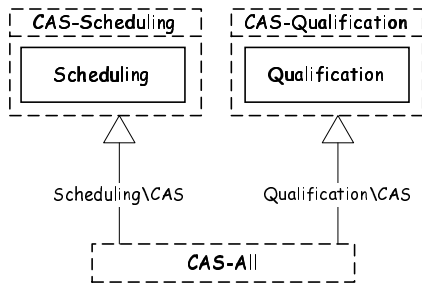 CAS-Scheduling
CAS-Qualification
Scheduling
Qualification
Scheduling\CAS
Qualification\CAS
CAS-All